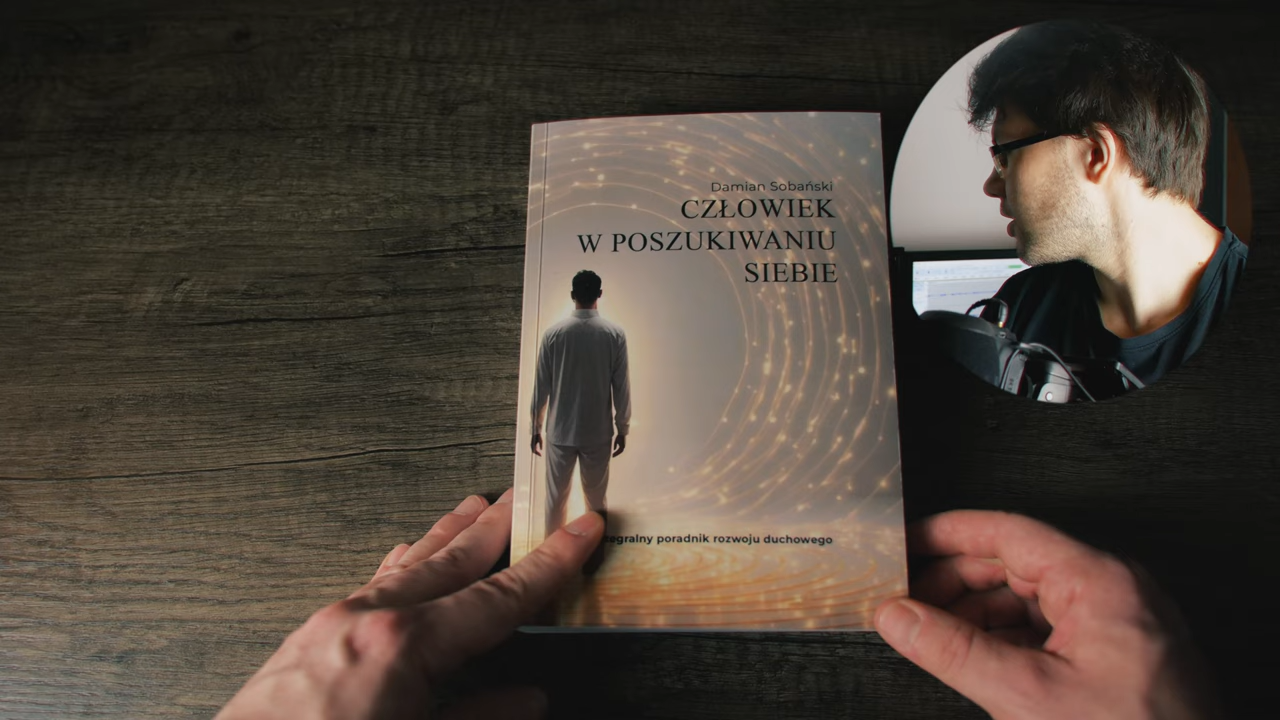 Damian Sobański
CZŁOWIEK
W POSZUKIWANIU
SIEBIE
poradnik rozwoju duchowego